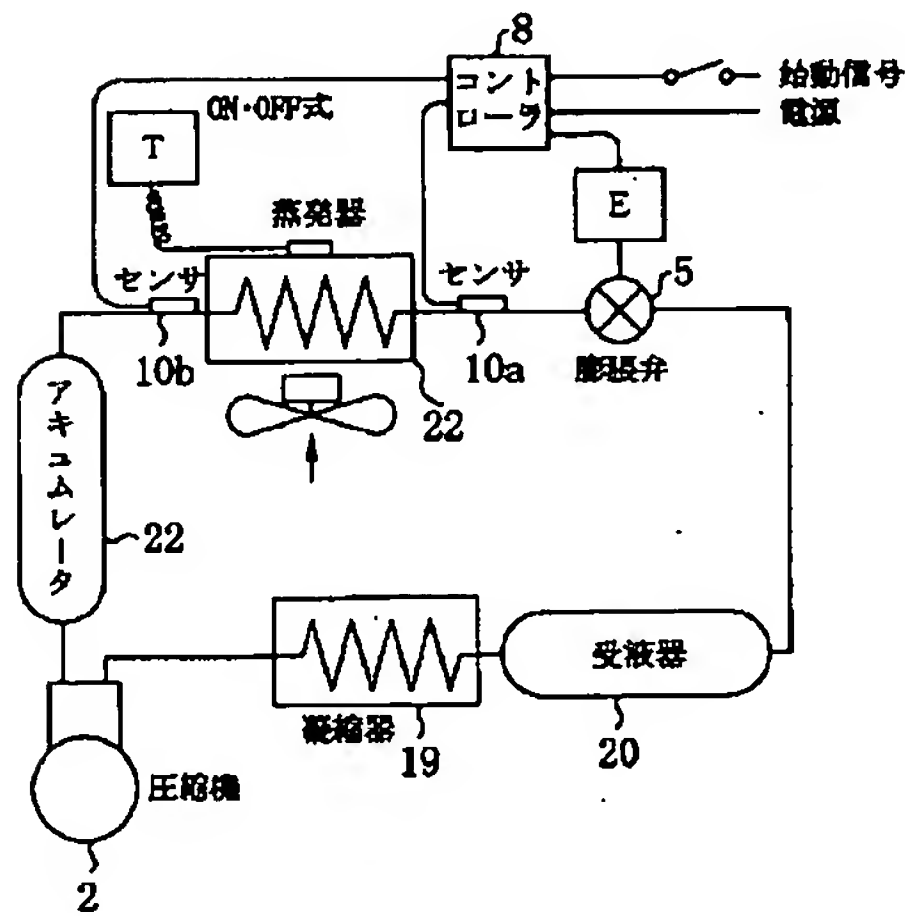 8
コント
ローラ
始動信号
電源
ON・OFF式
T
E
蒸発器
センサ
センサ
5
10b
10a
膨張弁
22
アキュムレータ
22
受液器
凝縮器
19
20
圧縮機
2